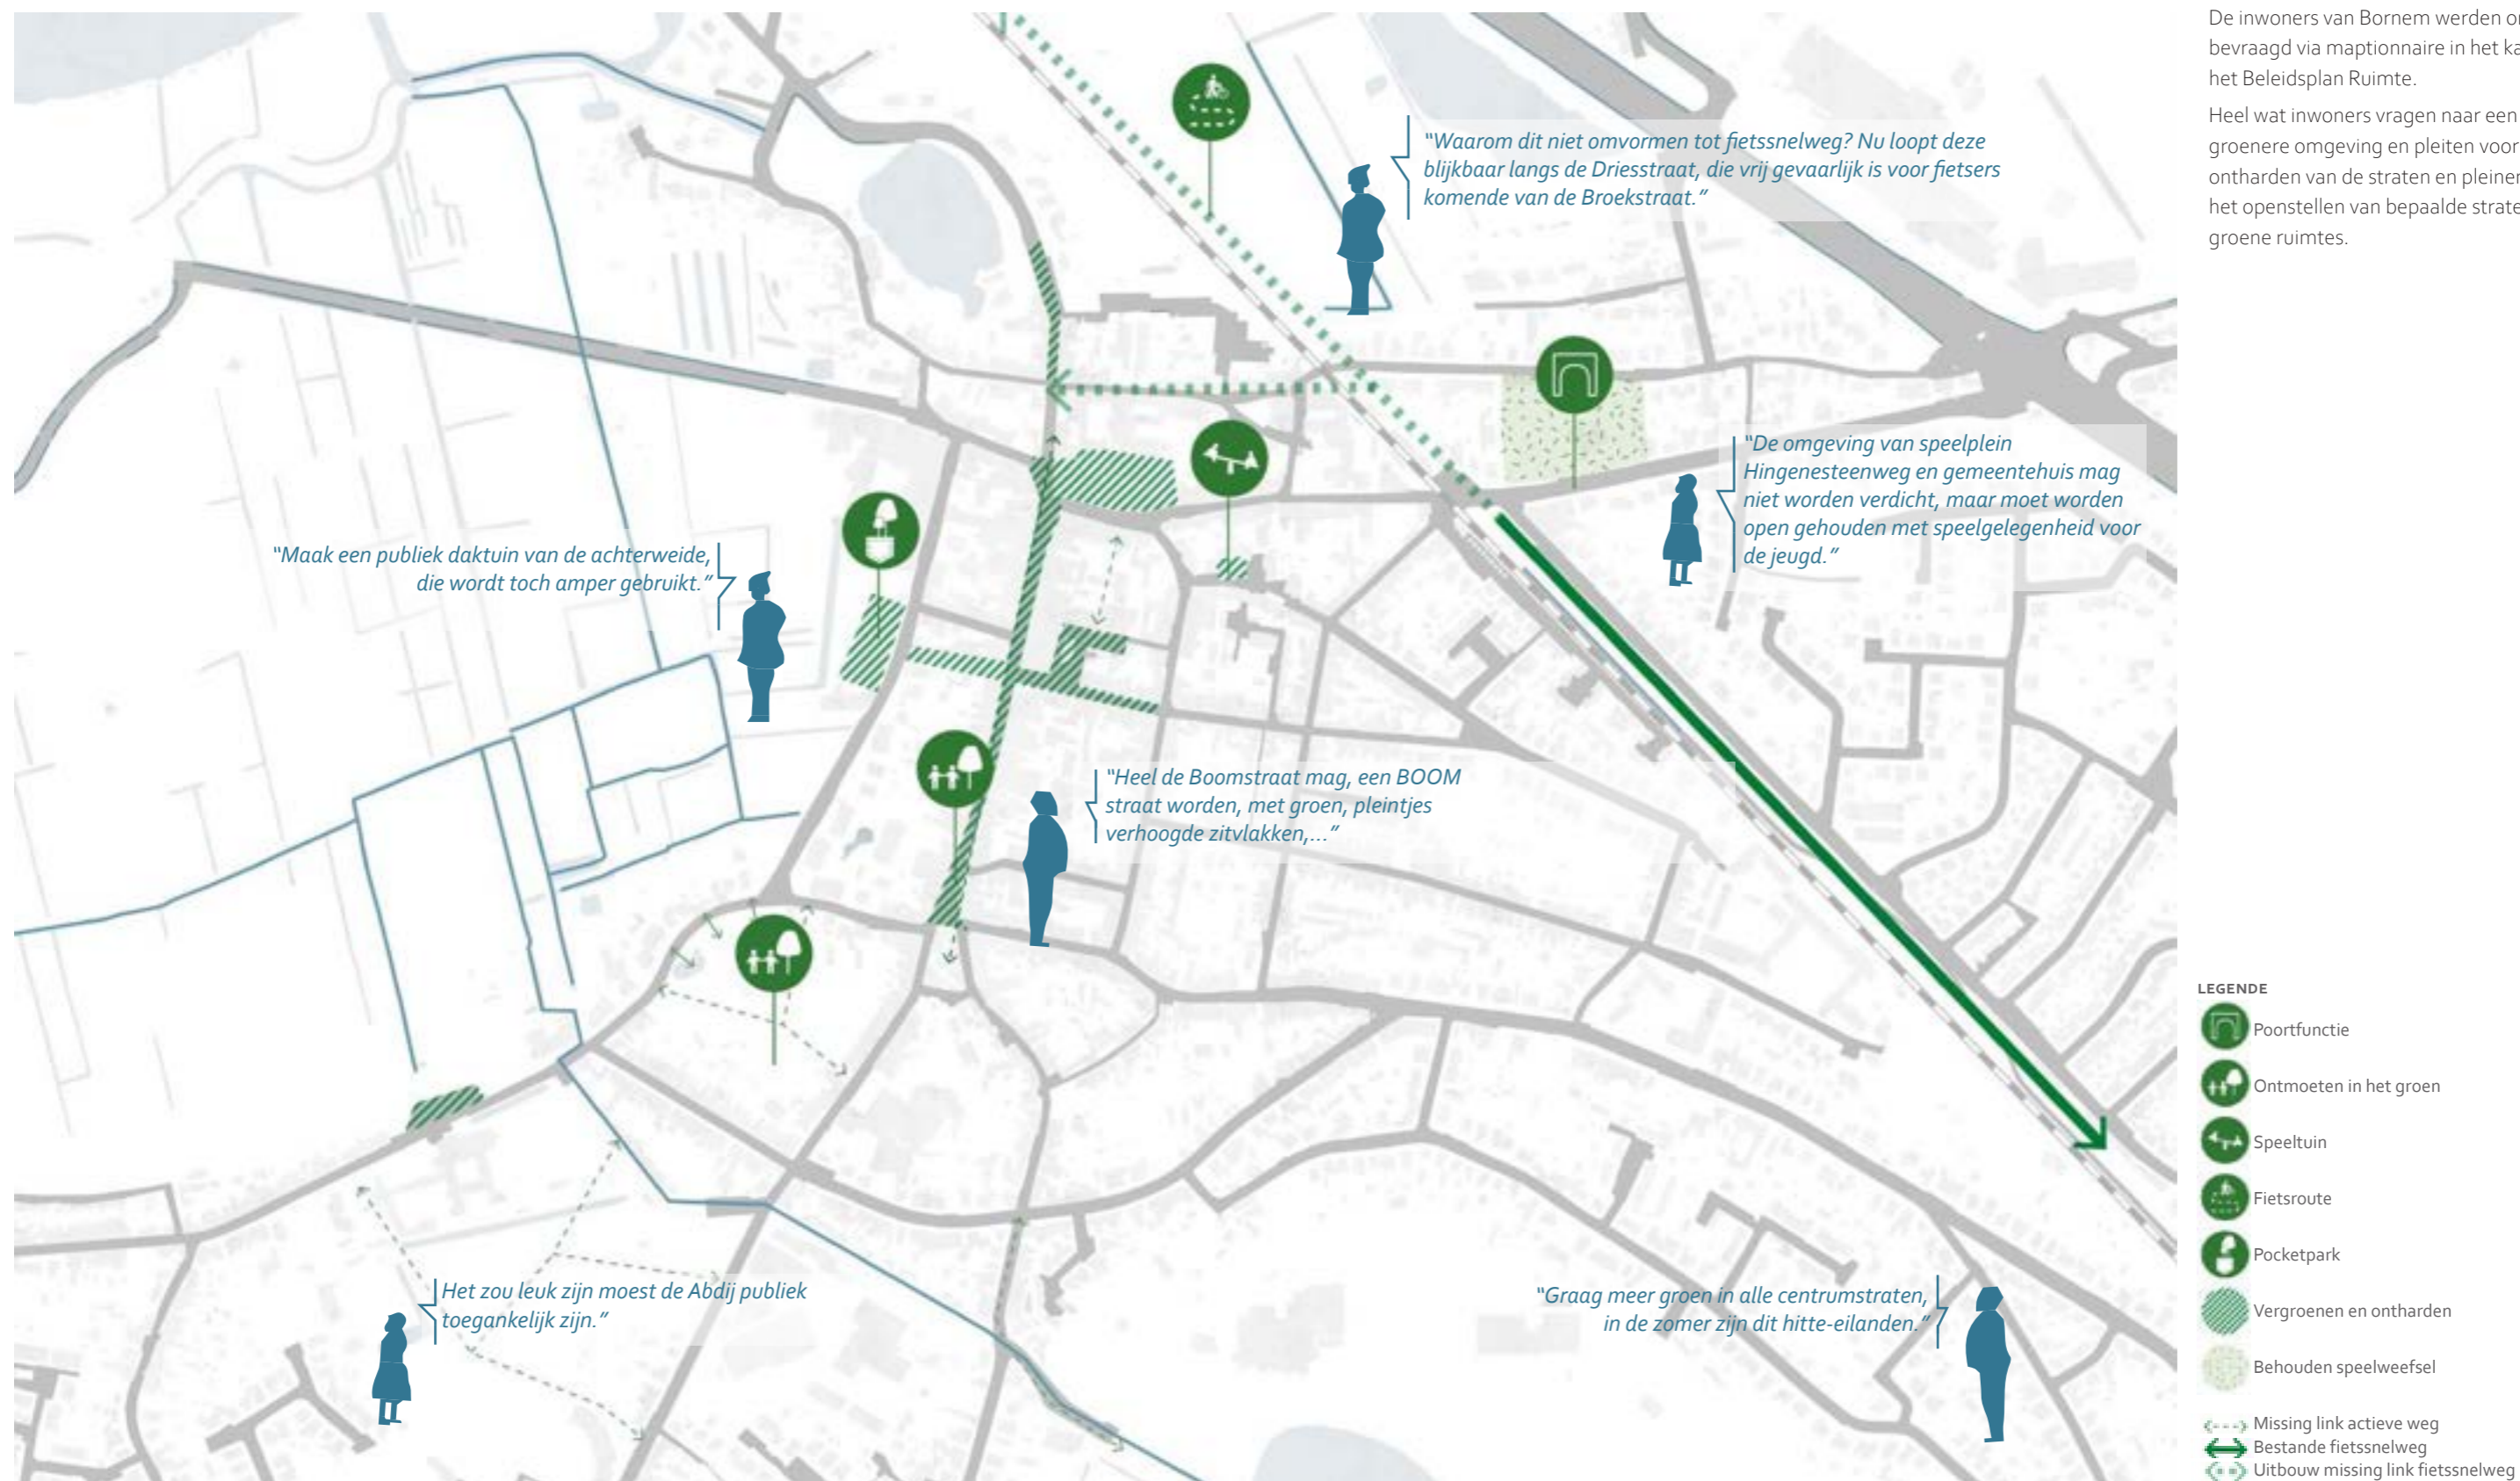 De inwoners van Bornem werden
bevraagd via maptionnaire in het
het Beleidsplan Ruimte.
Heel wat inwoners vragen naar een
groenere omgeving en pleiten voor
ontharden van de straten en
het openstellen van bepaalde
groene ruimtes.
"Waarom dit niet omvormen tot fietssnelweg? Nu loopt deze
blijkbaar langs de Driesstraat, die vrij gevaarlijk is voor fietsers
komende van de Broekstraat."
"De omgeving van speelplein
Hingenesteenweg en gemeentehuis mag
niet worden verdicht, maar moet worden
open gehouden met speelgelegenheid voor
de jeugd."
"Maak een publiek daktuin van de achterweide,
die wordt toch amper gebruikt."
"Heel de Boomstraat mag, een BOOM
straat worden, met groen, pleintjes
verhoogde zitvlakken,..."
Het zou leuk zijn moest de Abdij publiek
toegankelijk zijn."
"Graag meer groen in alle centrumstraten,
in de zomer zijn dit hitte-eilanden."
LEGENDE
Poortfunctie
Ontmoeten in het groen
Speeltuin
Fietsroute
Pocketpark
Vergroenen en ontharden
Behouden speelweefsel
Missing link actieve weg
Bestande fietssnelweg
Uitbouw missing link fietssnelweg